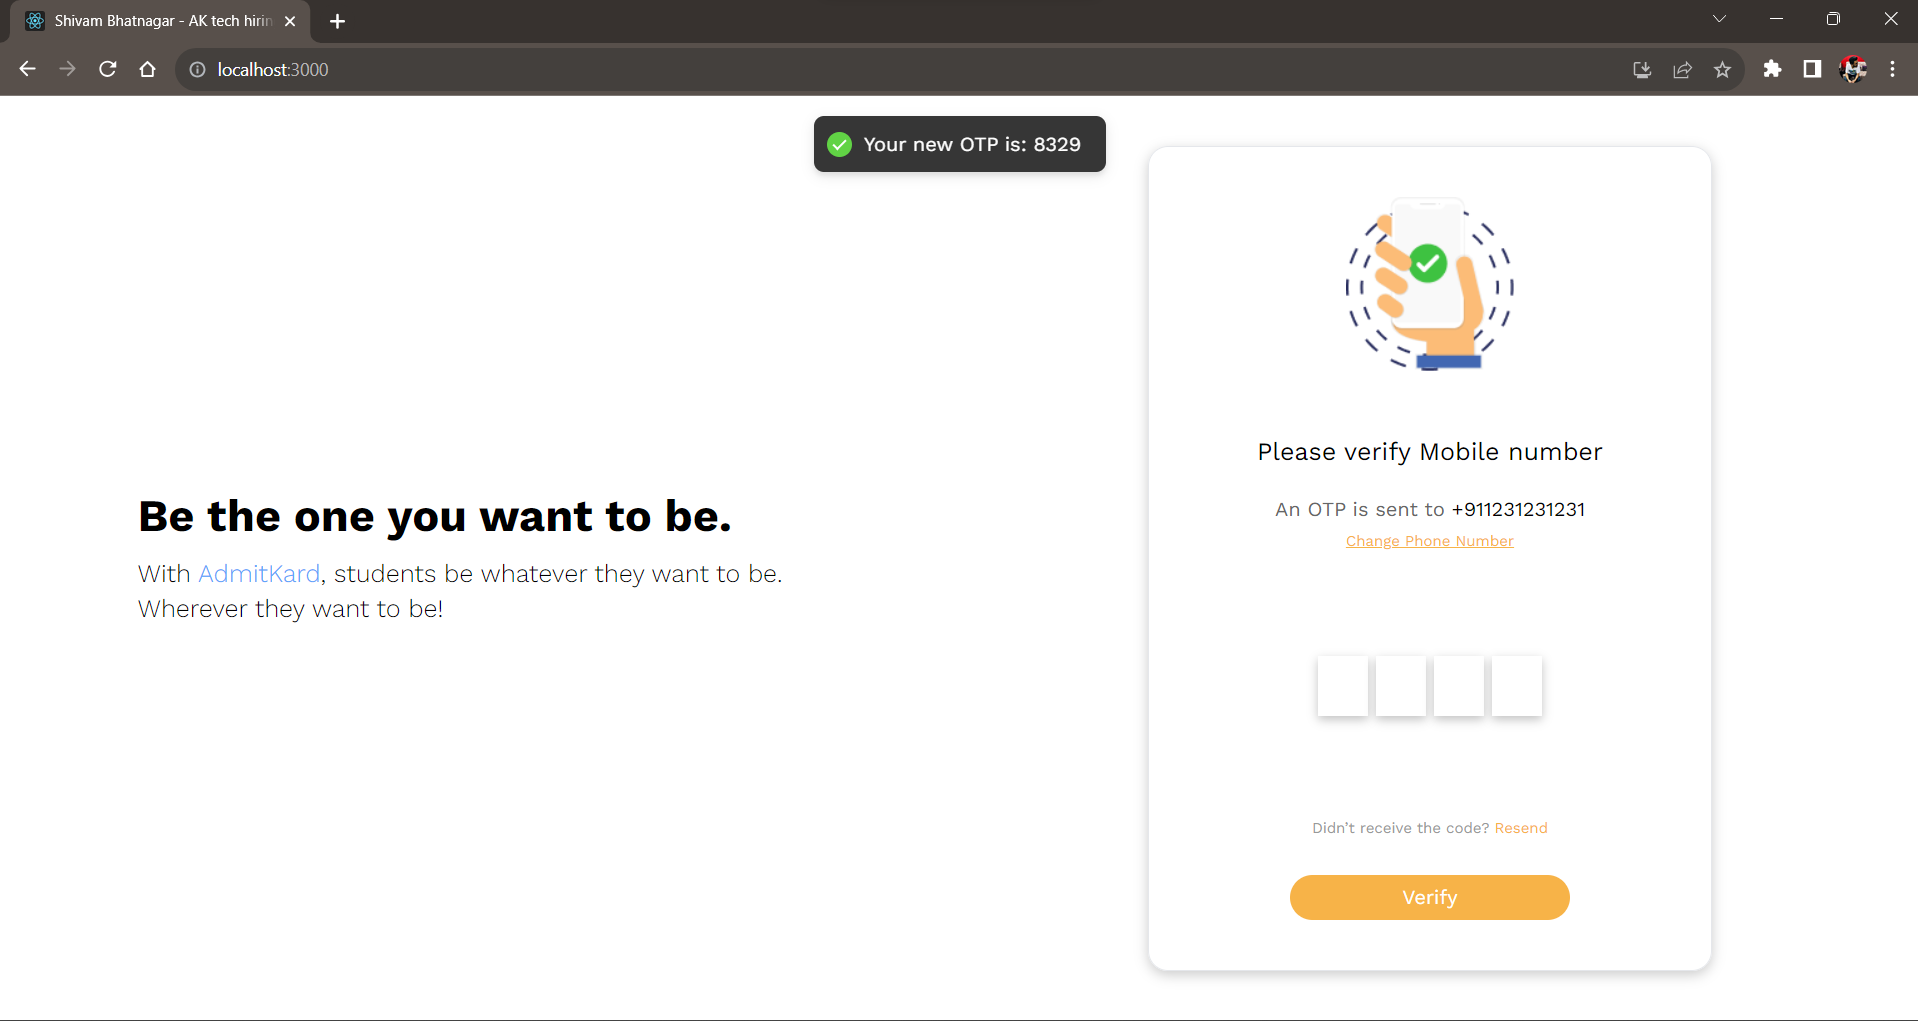 Shivam Bhatnagar - AK tech hirin
localhost:3000
Your new OTP is: 8329
Be the one you want to be.
With AdmitKard, students be whatever they want to be.
Wherever they want to be!
Please verify Mobile number
An OTP is sent to +911231231231
Change Phone Number
Didn’t receive the code? Resend
Verify